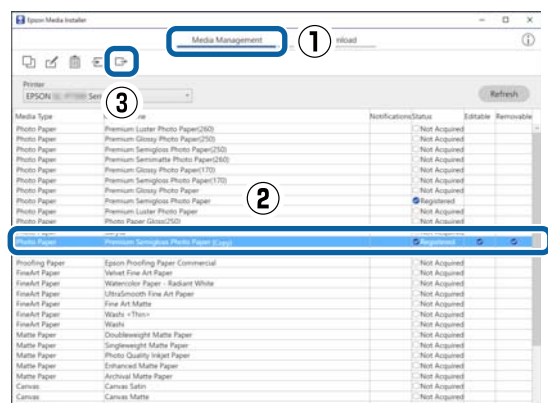 Epson Media Installer
Media Management
①
nload
③
Printer
EPSON
Seri
Refresh
Media Type
Notifications Status Editable Removable
Photo Paper Premium Luster Photo Paper(260) Not Acquired
Photo Paper Premium Glossy Photo Paper(250) Not Acquired
Photo Paper Premium Semigloss Photo Paper(250) Not Acquired
Photo Paper Premium Semimatte Photo Paper(260) Not Acquired
Photo Paper Premium Glossy Photo Paper(170) Not Acquired
Photo Paper Premium Semigloss Photo Paper(170) Not Acquired
Photo Paper Premium Glossy Photo Paper Not Acquired
Photo Paper Premium Semigloss Photo Paper Registered
Photo Paper Premium Luster Photo Paper Not Acquired
Photo Paper Photo Paper Gloss(250) Not Acquired
②
Photo Paper Premium Semigloss Photo Paper (Copy) Registered
Proofing Paper Epson Proofing Paper Commercial Not Acquired
FineArt Paper Velvet Fine Art Paper Not Acquired
FineArt Paper Watercolor Paper - Radiant White Not Acquired
FineArt Paper UltraSmooth Fine Art Paper Not Acquired
FineArt Paper Fine Art Matte Not Acquired
FineArt Paper Washi <Thin> Not Acquired
FineArt Paper Washi Not Acquired
Matte Paper Doubleweight Matte Paper Not Acquired
Matte Paper Singleweight Matte Paper Not Acquired
Matte Paper Photo Quality Inkjet Paper Not Acquired
Matte Paper Enhanced Matte Paper Not Acquired
Matte Paper Archival Matte Paper Not Acquired
Canvas Canvas Satin Not Acquired
Canvas Canvas Matte Not Acquired